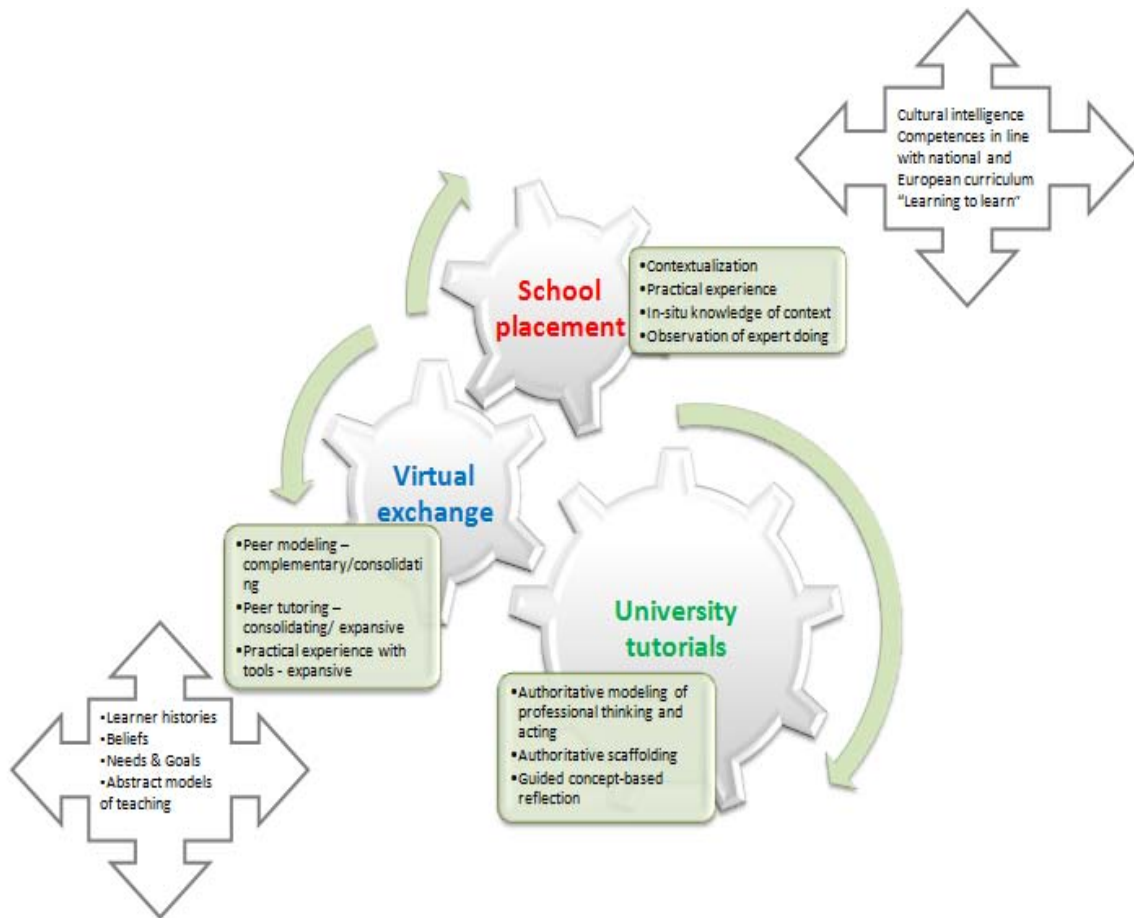 Cultural intelligence
Competences in line
with national and
European curriculum
"Learning to learn"
School
placement
•Contextualization
•Practical experience
•In-situ knowledge of context
•Observation of expert doing
Virtual
exchange
•Peer modeling –
complementary/consolidati
ng
•Peer tutoring –
consolidating/ expansive
•Practical experience with
tools - expansive
University
tutorials
•Authoritative modeling of
professional thinking and
acting
•Authoritative scaffolding
•Guided concept-based
reflection
•Learner histories
•Beliefs
•Needs & Goals
•Abstract models
of teaching